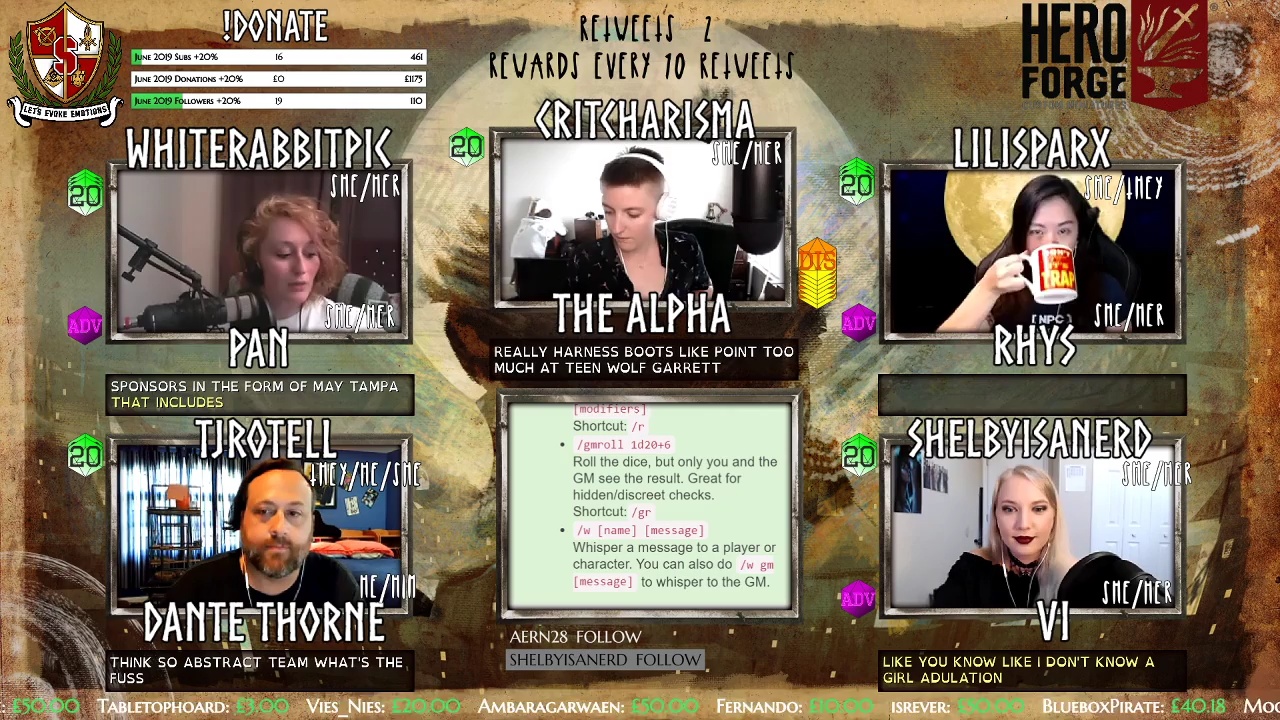 !DONATE
JUNE 2019 SUBS +20% 16 461
JUNE 2019 DONATIONS +20% £0 £1175
JUNE 2019 FOLLOWERS +20% 19 110
LET'S EVOKE EMOTIONS
RETWEETS 2
REWARDS EVERY 10 RETWEETS
HERO
FORGE
®
CUSTOM MINIATURES
WHITERABBITPIC
SHE/HER
20
ADV
SHE/HER
PAN
SPONSORS IN THE FORM OF MAY TAMPA
THAT INCLUDES
CRITCHARISMA
SHE/HER
20
DIS
THE ALPHA
REALLY HARNESS BOOTS LIKE POINT TOO
MUCH AT TEEN WOLF GARRETT
LILISPARX
SHE/THEY
20
ADV
TRAP
[NPC]
SHE/HER
RHYS
TJROTELL
THEY/HE/SHE
20
HE/HIM
DANTE THORNE
THINK SO ABSTRACT TEAM WHAT'S THE
FUSS
[modifiers]
Shortcut: /r
• /gmroll 1d20+6
Roll the dice, but only you and the
GM see the result. Great for
hidden/discreet checks.
Shortcut: /gr
• /w [name] [message]
Whisper a message to a player or
character. You can also do /w gm
[message] to whisper to the GM.
AERN28 FOLLOW
SHELBYISANERD FOLLOW
SHELBYISANERD
SHE/HER
20
ADV
SHE/HER
VI
LIKE YOU KNOW LIKE I DON'T KNOW A
GIRL ADULATION
: £50.00 TABLETOPHOARD: £3.00 VIES_NIES: £20.00 AMBARAGARWAEN: £50.00 FERNANDO: £10.00 ISREVER: £30.00 BLUEBOXPIRATE: £40.18